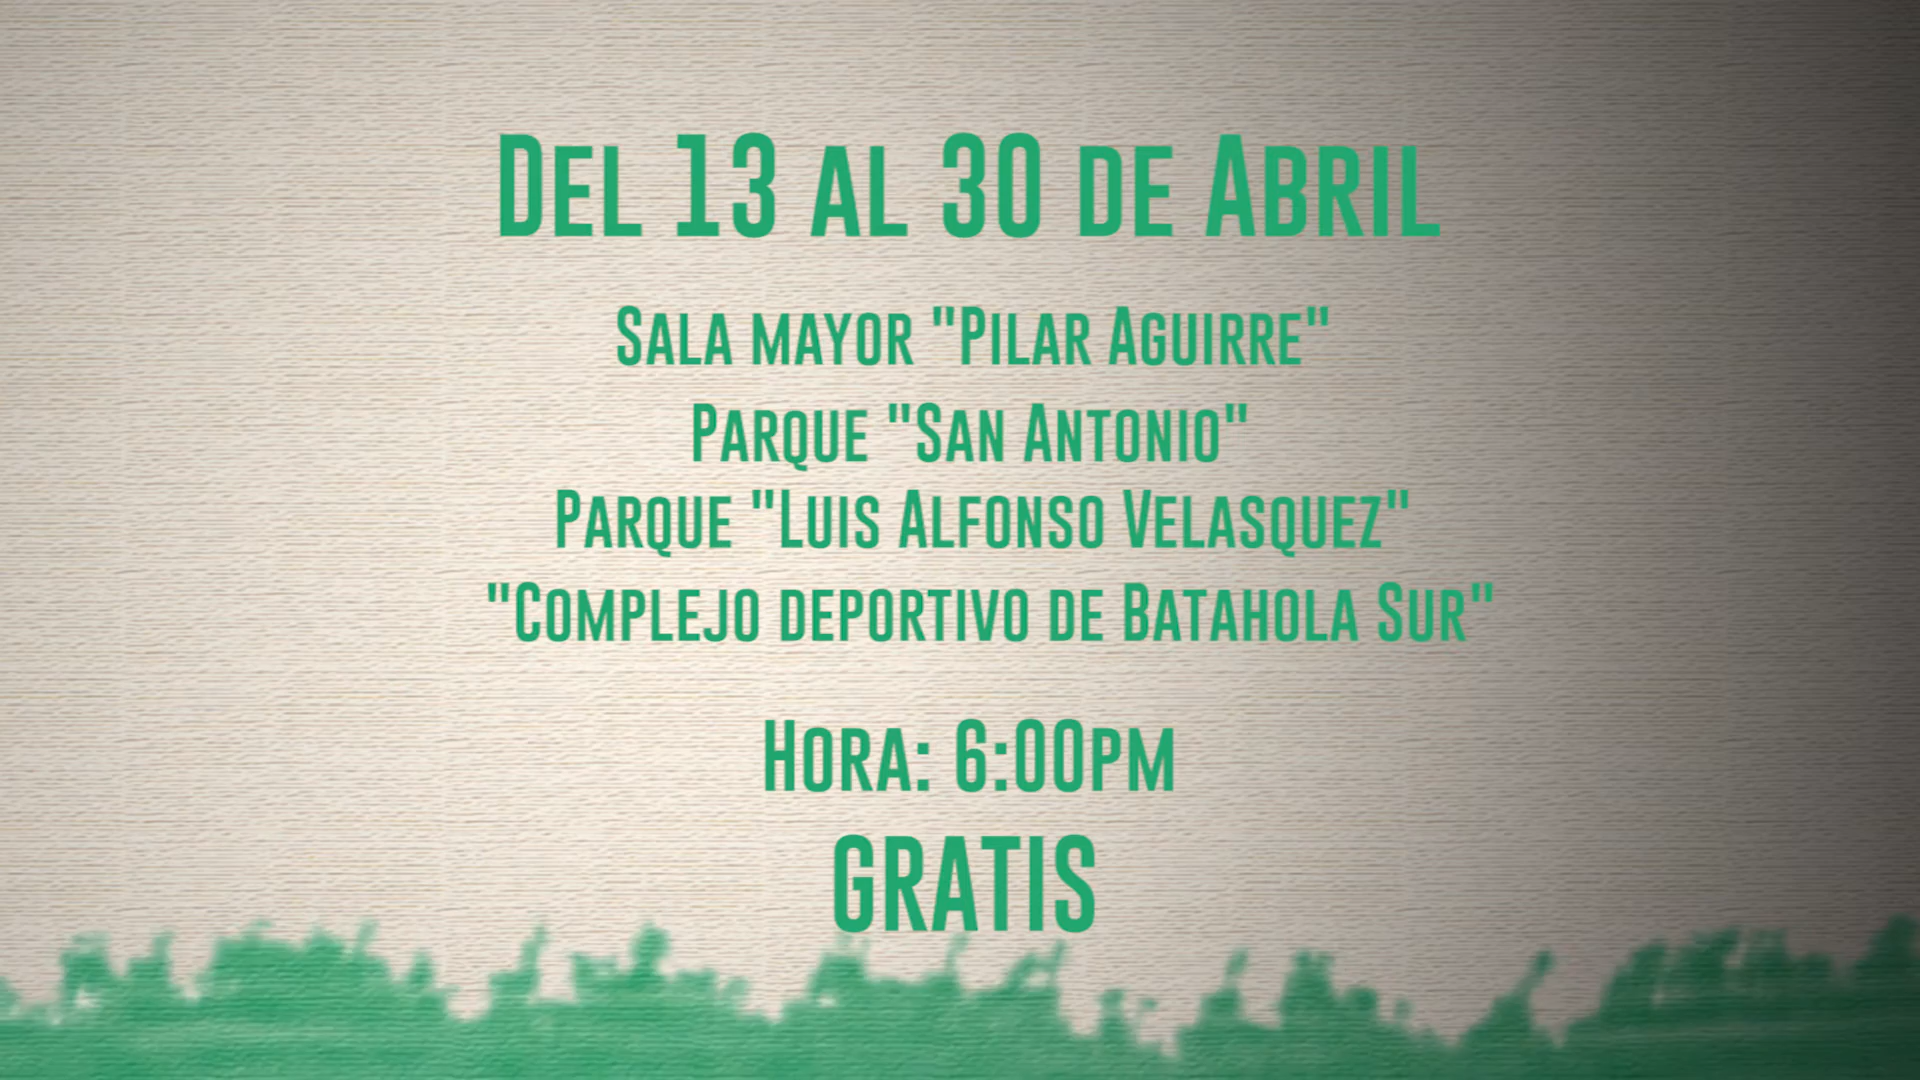 Del 13 al 30 de Abril
Sala mayor "Pilar Aguirre"
Parque "San Antonio"
Parque "Luis Alfonso Velasquez"
"Complejo deportivo de Batahola Sur"
Hora: 6:00pm
GRATIS